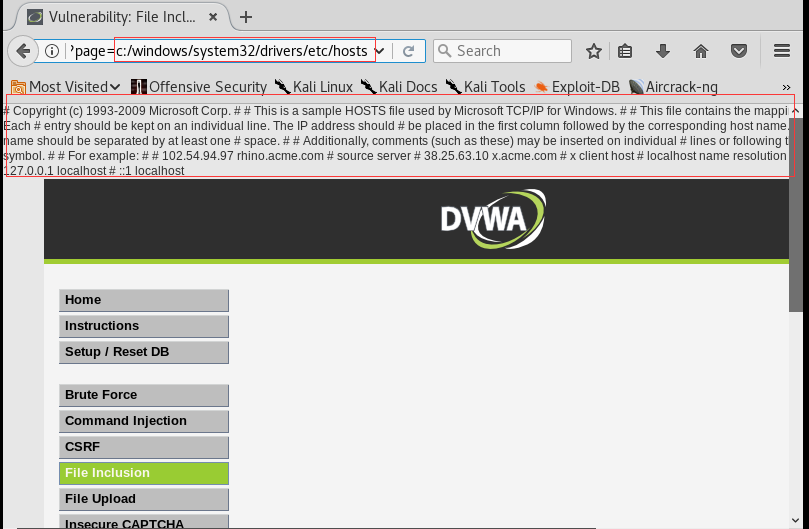 Vulnerability: File Incl...
?page=c:/windows/system32/drivers/etc/hosts
Search
Most Visited
Offensive Security
Kali Linux
Kali Docs
Kali Tools
Exploit-DB
Aircrack-ng
»
# Copyright (c) 1993-2009 Microsoft Corp. # # This is a sample HOSTS file used by Microsoft TCP/IP for Windows. # # This file contains the mappi
Each # entry should be kept on an individual line. The IP address should # be placed in the first column followed by the corresponding host name.
name should be separated by at least one # space. # # Additionally, comments (such as these) may be inserted on individual # lines or following t
symbol. # # For example: # # 102.54.94.97 rhino.acme.com # source server # 38.25.63.10 x.acme.com # x client host # localhost name resolution
127.0.0.1 localhost # ::1 localhost
DVWA
Home
Instructions
Setup / Reset DB
Brute Force
Command Injection
CSRF
File Inclusion
File Upload
Insecure CAPTCHA